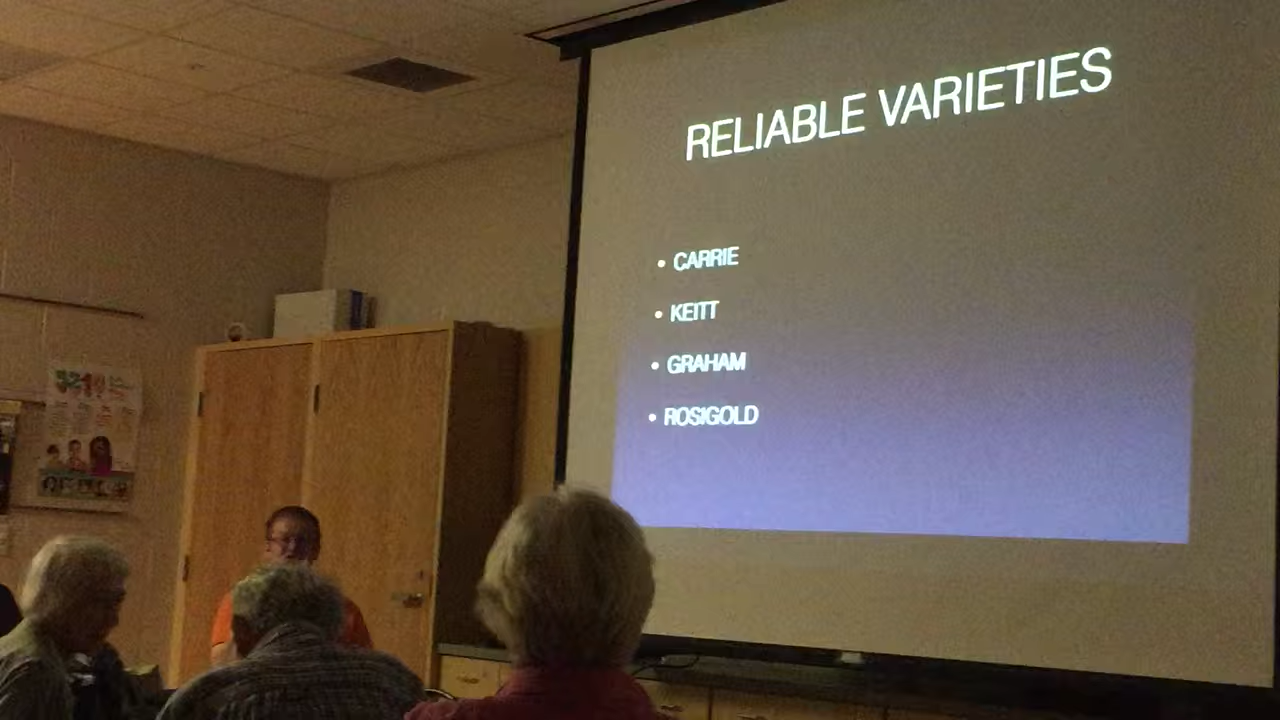 RELIABLE VARIETIES
• CARRIE
• KEITT
• GRAHAM
• ROSIGOLD